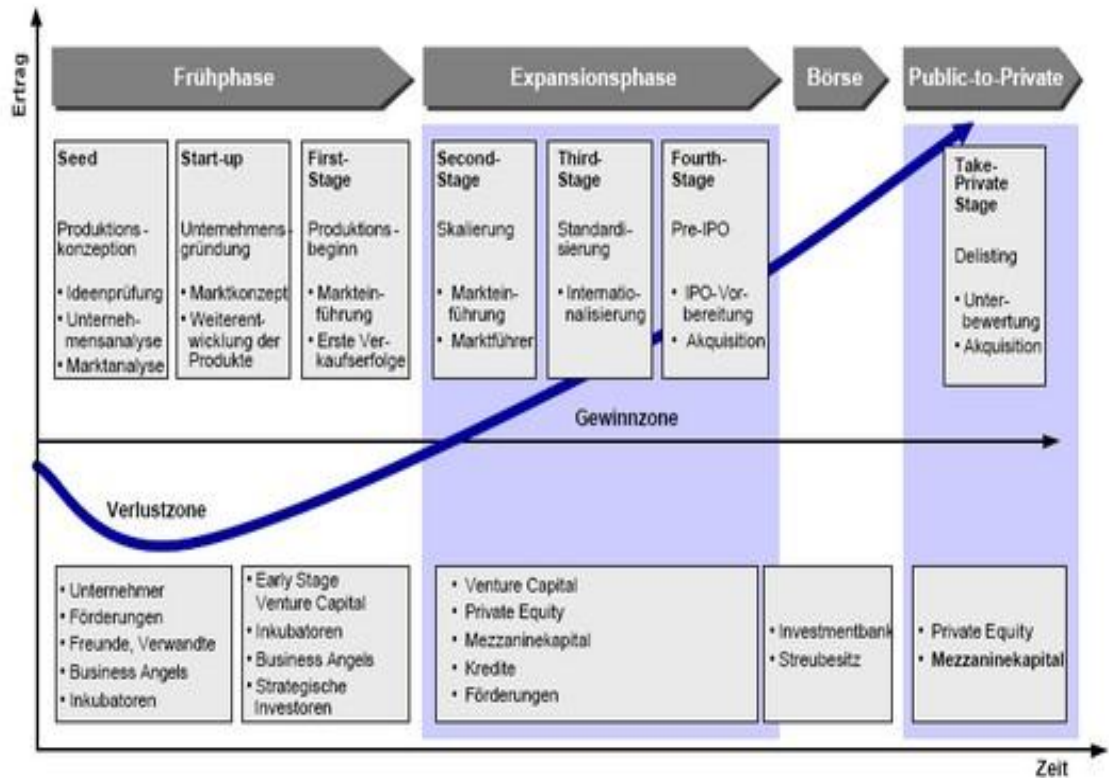 Ertrag
Frühphase
Expansionsphase
Börse
Public-to-Private
Seed
Produktions-
konzeption
• Ideenprüfung
• Unterneh-
mensanalyse
• Marktanalyse
Start-up
Unternehmens-
gründung
• Marktkonzept
• Weiterent-
wicklung der
Produkte
First-
Stage
Produktions-
beginn
• Marktein-
führung
• Erste Ver-
kaufserfolge
Second-
Stage
Skalierung
• Marktein-
führung
• Marktführer
Third-
Stage
Standardi-
sierung
• Internatio-
nalisierung
Fourth-
Stage
Pre-IPO
• IPO-Vor-
bereitung
• Akquisition
Take-
Private
Stage
Delisting
• Unter-
bewertung
• Akquisition
Gewinnzone
Verlustzone
• Unternehmer
• Förderungen
• Freunde, Verwandte
• Business Angels
• Inkubatoren
• Early Stage
Venture Capital
• Inkubatoren
• Business Angels
• Strategische
Investoren
• Venture Capital
• Private Equity
• Mezzaninekapital
• Kredite
• Förderungen
• Investmentbank
• Streubesitz
• Private Equity
• Mezzaninekapital
Zeit